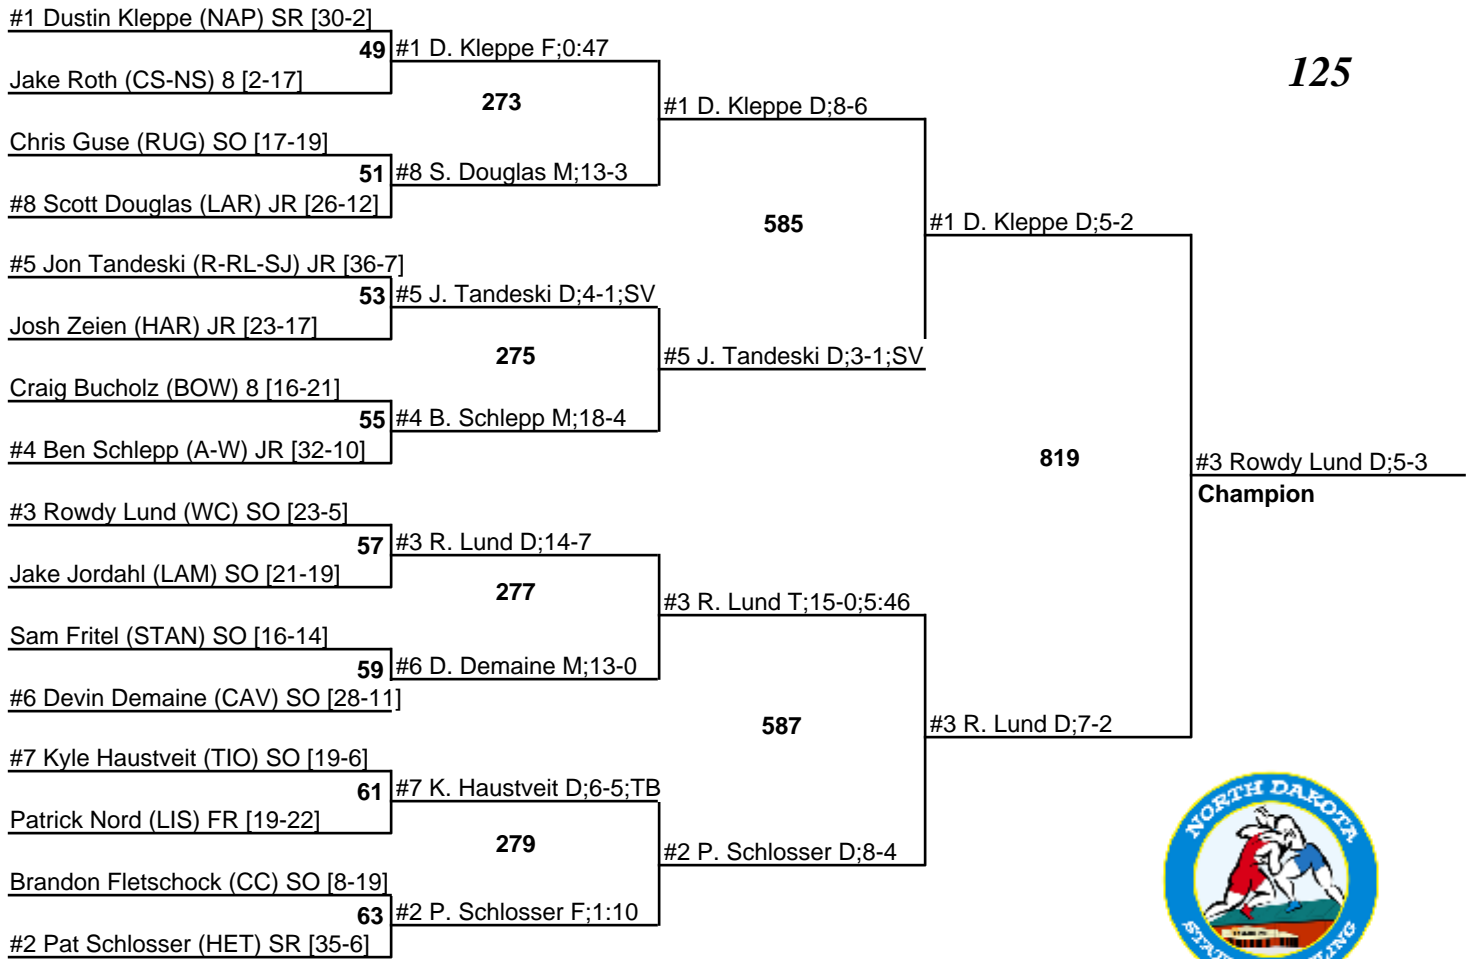 #1 Dustin Kleppe (NAP) SR [30-2]
49 #1 D. Kleppe F;0:47
Jake Roth (CS-NS) 8 [2-17]
125
273
#1 D. Kleppe D;8-6
Chris Guse (RUG) SO [17-19]
51 #8 S. Douglas M;13-3
#8 Scott Douglas (LAR) JR [26-12]
585
#1 D. Kleppe D;5-2
#5 Jon Tandeski (R-RL-SJ) JR [36-7]
53 #5 J. Tandeski D;4-1;SV
Josh Zeien (HAR) JR [23-17]
275
#5 J. Tandeski D;3-1;SV
Craig Bucholz (BOW) 8 [16-21]
55 #4 B. Schlepp M;18-4
#4 Ben Schlepp (A-W) JR [32-10]
819
#3 Rowdy Lund D;5-3
Champion
#3 Rowdy Lund (WC) SO [23-5]
57 #3 R. Lund D;14-7
Jake Jordahl (LAM) SO [21-19]
277
#3 R. Lund T;15-0;5:46
Sam Fritel (STAN) SO [16-14]
59 #6 D. Demaine M;13-0
#6 Devin Demaine (CAV) SO [28-11]
587
#3 R. Lund D;7-2
#7 Kyle Haustveit (TIO) SO [19-6]
61 #7 K. Haustveit D;6-5;TB
Patrick Nord (LIS) FR [19-22]
279
#2 P. Schlosser D;8-4
Brandon Fletschock (CC) SO [8-19]
63 #2 P. Schlosser F;1:10
#2 Pat Schlosser (HET) SR [35-6]
NORTH DAKOTA